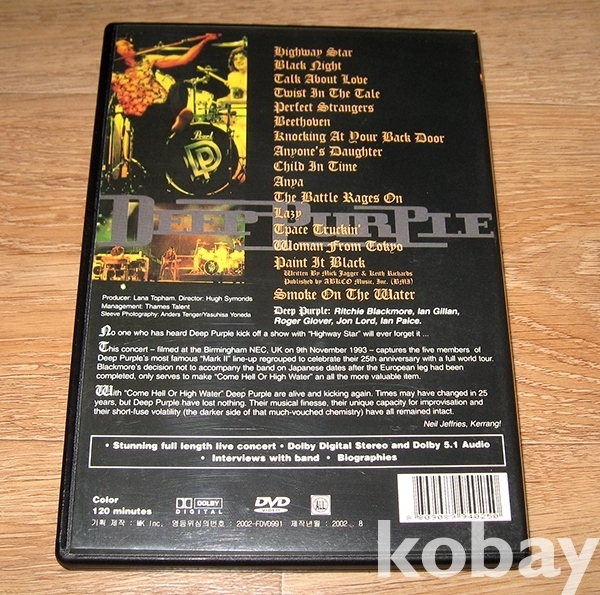 Highway Star
Black Night
Talk About Love
Twist In The Tale
Perfect Strangers
Beethoven
Knocking At Your Back Door
Anyone's Daughter
Child In Time
Anya
The Battle Rages On
Lazy
Tpace Truckin'
Woman From Tokyo
Paint It Black
Written By Mick Jagger & Keith Richards
Published by ABKCO Music, Inc. (BMI)
Smoke On The Water
Pearl
DEEP PURPLE
Producer: Lana Topham. Director: Hugh Symonds
Management: Thames Talent
Sleeve Photography: Anders Tenger/Yasuhisa Yoneda
Deep Purple: Ritchie Blackmore, Ian Gillan,
Roger Glover, Jon Lord, Ian Paice.
No one who has heard Deep Purple kick off a show with "Highway Star" will ever forget it ...
This concert – filmed at the Birmingham NEC, UK on 9th November 1993 – captures the five members of
Deep Purple's most famous "Mark II" line-up regrouped to celebrate their 25th anniversary with a full world tour.
Blackmore's decision not to accompany the band on Japanese dates after the European leg had been
completed, only serves to make "Come Hell Or High Water" an all the more valuable item.
With "Come Hell Or High Water" Deep Purple are alive and kicking again. Times may have changed in 25
years, but Deep Purple have lost nothing. Their musical finesse, their unique capacity for improvisation and
their short-fuse volatility (the darker side of that much-vouched chemistry) have all remained intact.
Neil Jeffries, Kerrang!
• Stunning full length live concert • Dolby Digital Stereo and Dolby 5.1 Audio
• Interviews with band • Biographies
Color
120 minutes
DOLBY
DIGITAL
DVD
VIDEO
ALL
기획 제작 : MK Inc. 영등위심의번호 : 2002-FDVD991 제작년월 : 2002. 8
kobay